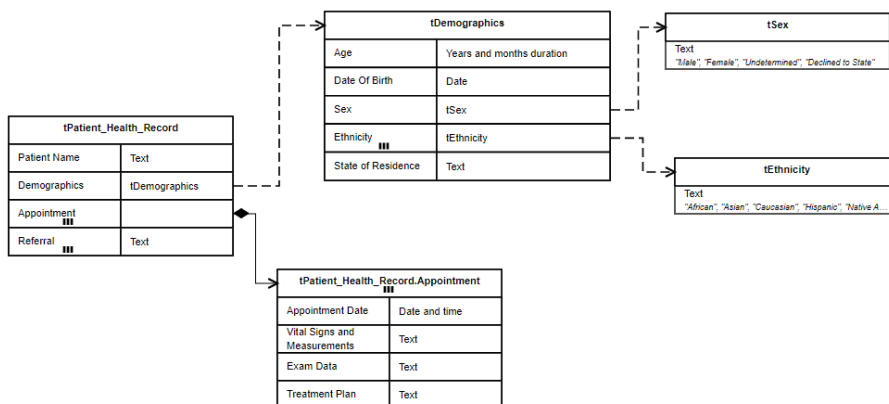 tDemographics
Age Years and months duration
Date Of Birth Date
Sex tSex
Ethnicity tEthnicity
State of Residence Text
tSex
Text
"Male", "Female", "Undetermined", "Declined to State"
tPatient_Health_Record
Patient Name Text
Demographics tDemographics
Appointment
Referral Text
tEthnicity
Text
"African", "Asian", "Caucasian", "Hispanic", "Native A...
tPatient_Health_Record.Appointment
Appointment Date Date and time
Vital Signs and
Measurements Text
Exam Data Text
Treatment Plan Text